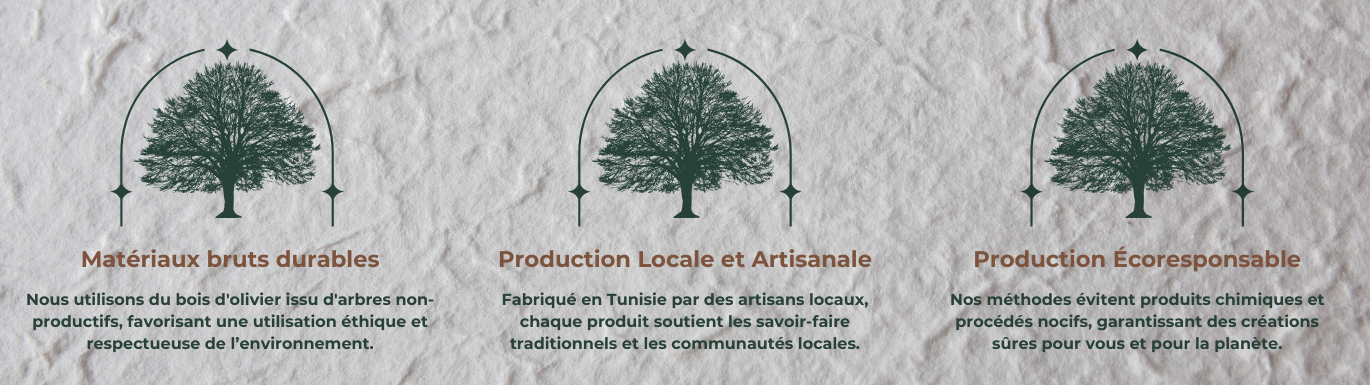 Matériaux bruts durables
Nous utilisons du bois d'olivier issu d'arbres non-
productifs, favorisant une utilisation éthique et
respectueuse de l’environnement.
Production Locale et Artisanale
Fabriqué en Tunisie par des artisans locaux,
chaque produit soutient les savoir-faire
traditionnels et les communautés locales.
Production Écoresponsable
Nos méthodes évitent produits chimiques et
procédés nocifs, garantissant des créations
sûres pour vous et pour la planète.